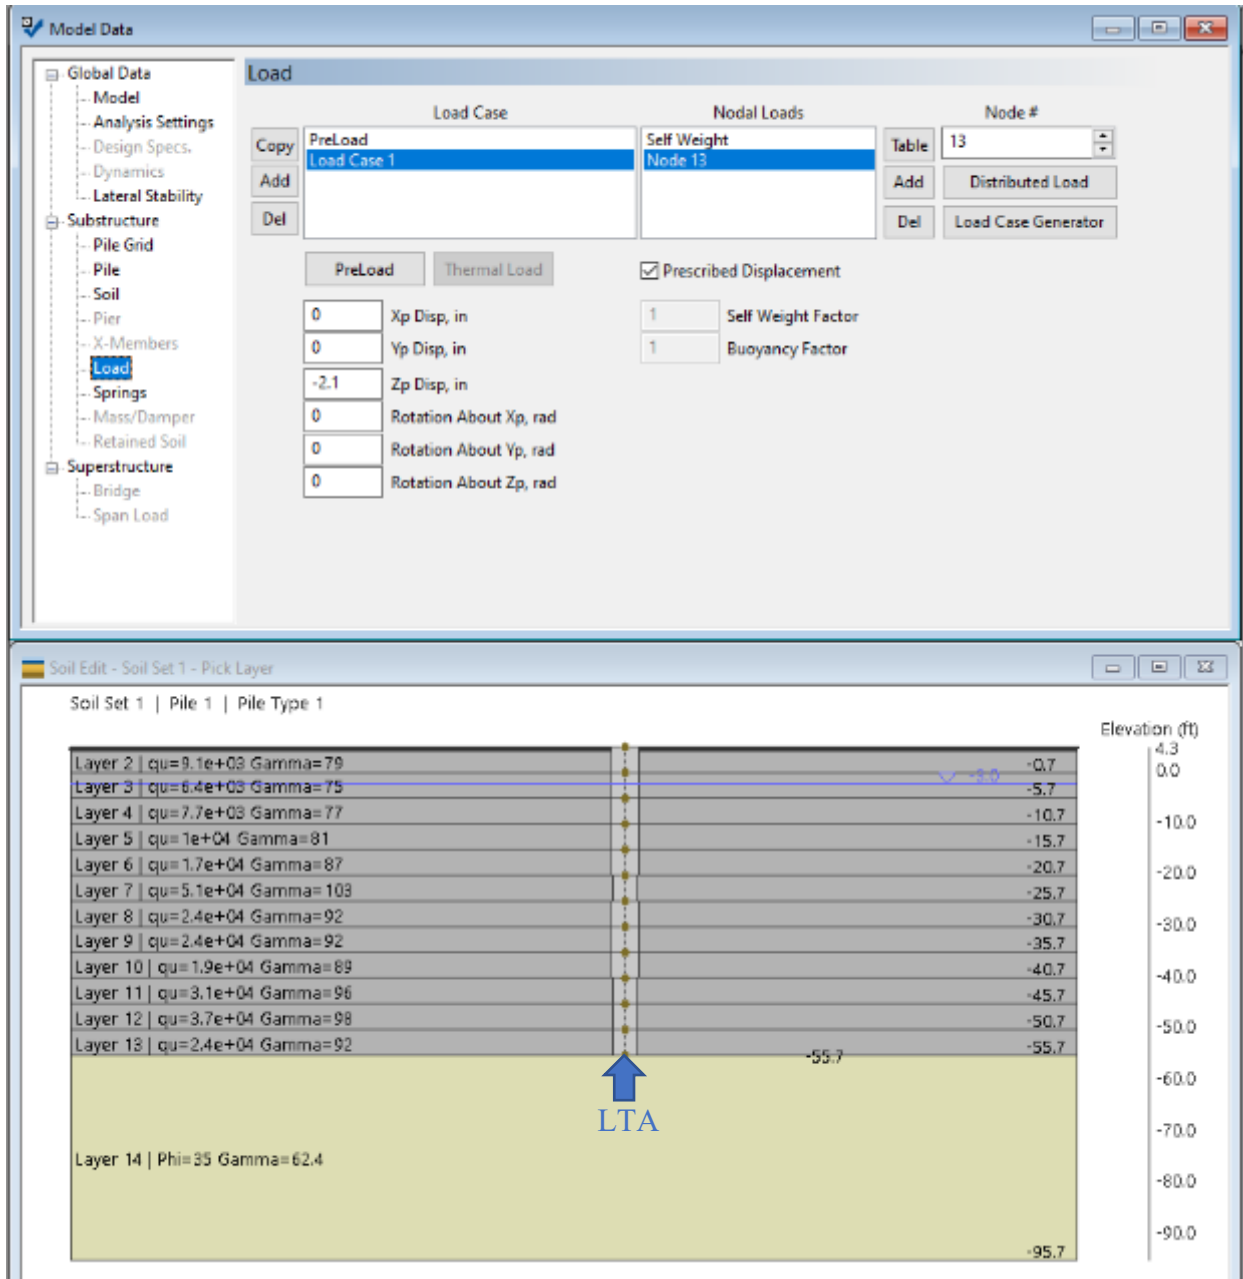 Model Data
Global Data
Model
Analysis Settings
Design Specs.
Dynamics
Lateral Stability
Substructure
Pile Grid
Pile
Soil
Pier
X-Members
Load
Springs
Mass/Damper
Retained Soil
Superstructure
Bridge
Span Load
Load
Load Case
Nodal Loads
Node #
Copy
Add
Del
PreLoad
Load Case 1
Self Weight
Node 13
Table
Add
Del
13
Distributed Load
Load Case Generator
PreLoad
Thermal Load
Prescribed Displacement
0 Xp Disp, in
1 Self Weight Factor
0 Yp Disp, in
1 Buoyancy Factor
-2.1 Zp Disp, in
0 Rotation About Xp, rad
0 Rotation About Yp, rad
0 Rotation About Zp, rad
Soil Edit - Soil Set 1 - Pick Layer
Soil Set 1 | Pile 1 | Pile Type 1
Elevation (ft)
4.3
Layer 2 | qu=9.1e+03 Gamma=79
-0.7
0.0
-3.0
Layer 3 | qu=6.4e+03 Gamma=75
-5.7
Layer 4 | qu=7.7e+03 Gamma=77
-10.7
-10.0
Layer 5 | qu=1e+04 Gamma=81
-15.7
Layer 6 | qu=1.7e+04 Gamma=87
-20.7
-20.0
Layer 7 | qu=5.1e+04 Gamma=103
-25.7
Layer 8 | qu=2.4e+04 Gamma=92
-30.7
-30.0
Layer 9 | qu=2.4e+04 Gamma=92
-35.7
Layer 10 | qu=1.9e+04 Gamma=89
-40.7
-40.0
Layer 11 | qu=3.1e+04 Gamma=96
-45.7
Layer 12 | qu=3.7e+04 Gamma=98
-50.7
-50.0
Layer 13 | qu=2.4e+04 Gamma=92
-55.7
-55.7
-60.0
LTA
-70.0
Layer 14 | Phi=35 Gamma=62.4
-80.0
-90.0
-95.7